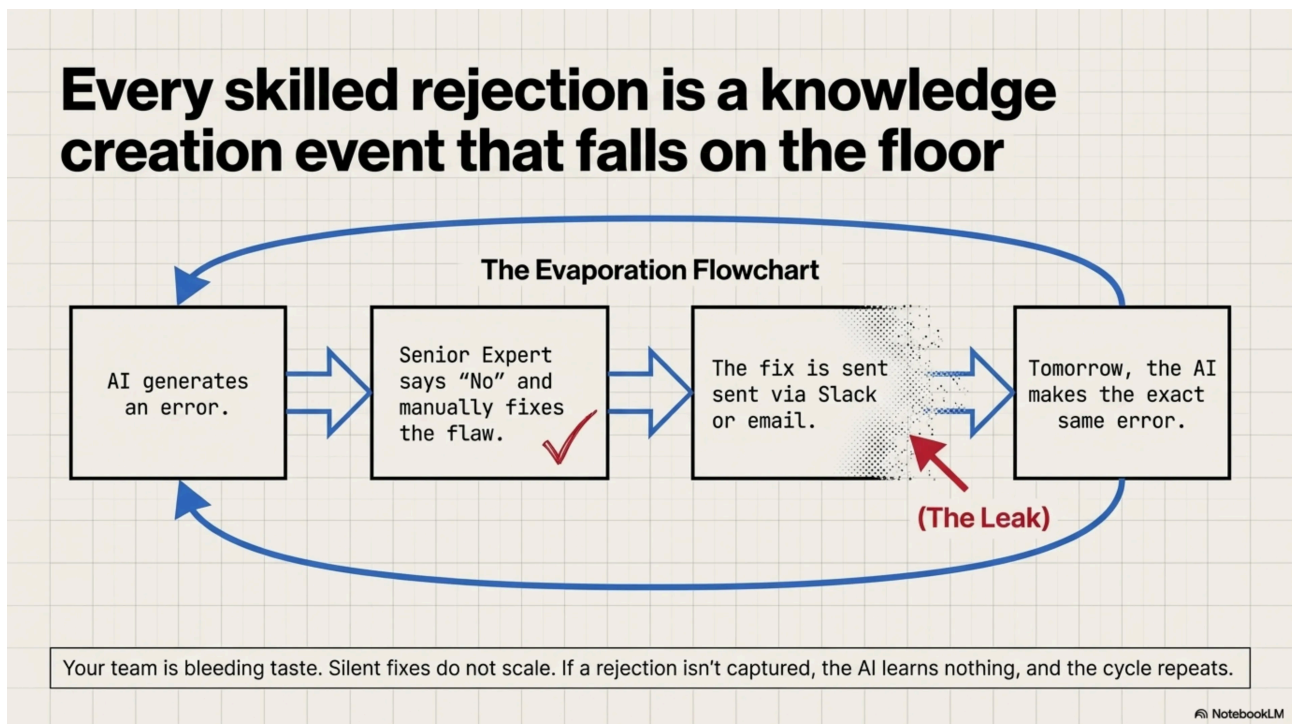 Every skilled rejection is a knowledge
creation event that falls on the floor
The Evaporation Flowchart
AI generates
an error.
Senior Expert
says “No” and
manually fixes
the flaw.
The fix is sent
sent via Slack
or email.
Tomorrow, the AI
makes the exact
same error.
(The Leak)
Your team is bleeding taste. Silent fixes do not scale. If a rejection isn’t captured, the AI learns nothing, and the cycle repeats.
NotebookLM